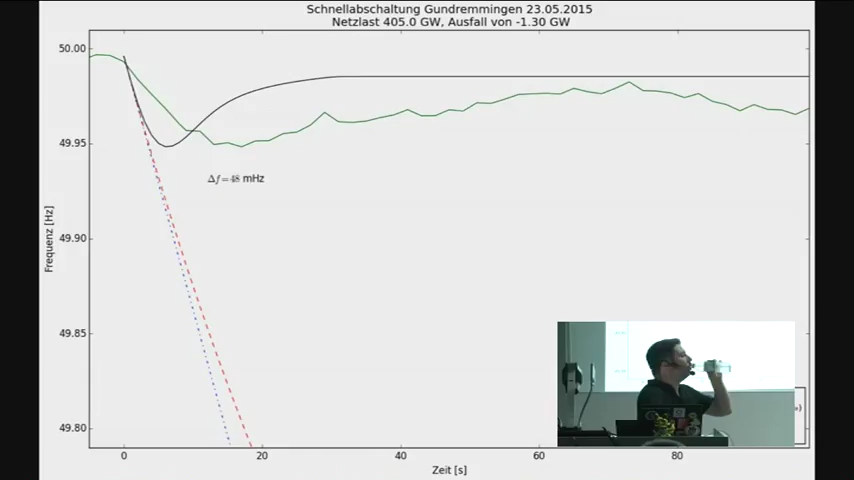 Schnellabschaltung Gundremmingen 23.05.2015
Netzlast 405.0 GW, Ausfall von -1.30 GW
50.00
49.95
49.90
49.85
49.80
Frequenz [Hz]
Δf=48 mHz
0
20
40
60
80
Zeit [s]